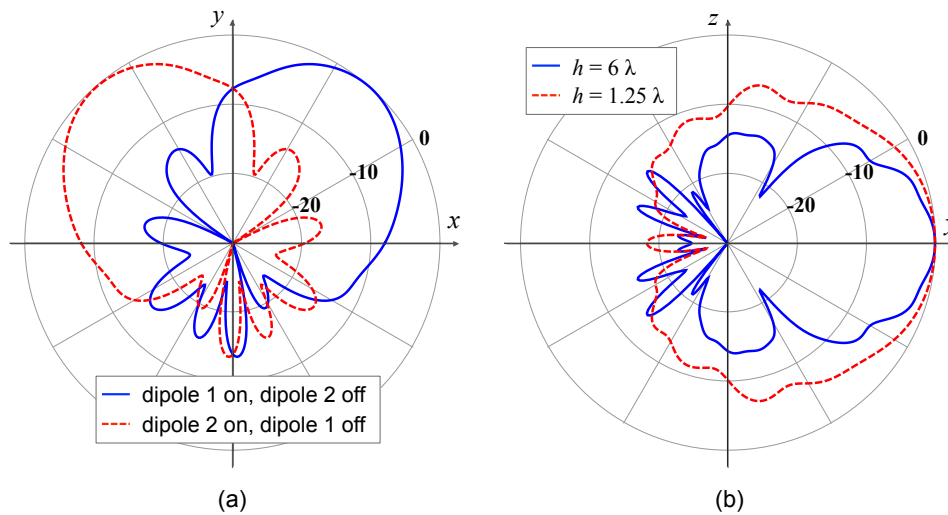 y
0
-10
-20
x
dipole 1 on, dipole 2 off
dipole 2 on, dipole 1 off
(a)
z
h = 6 λ
h = 1.25 λ
0
-10
-20
(b)